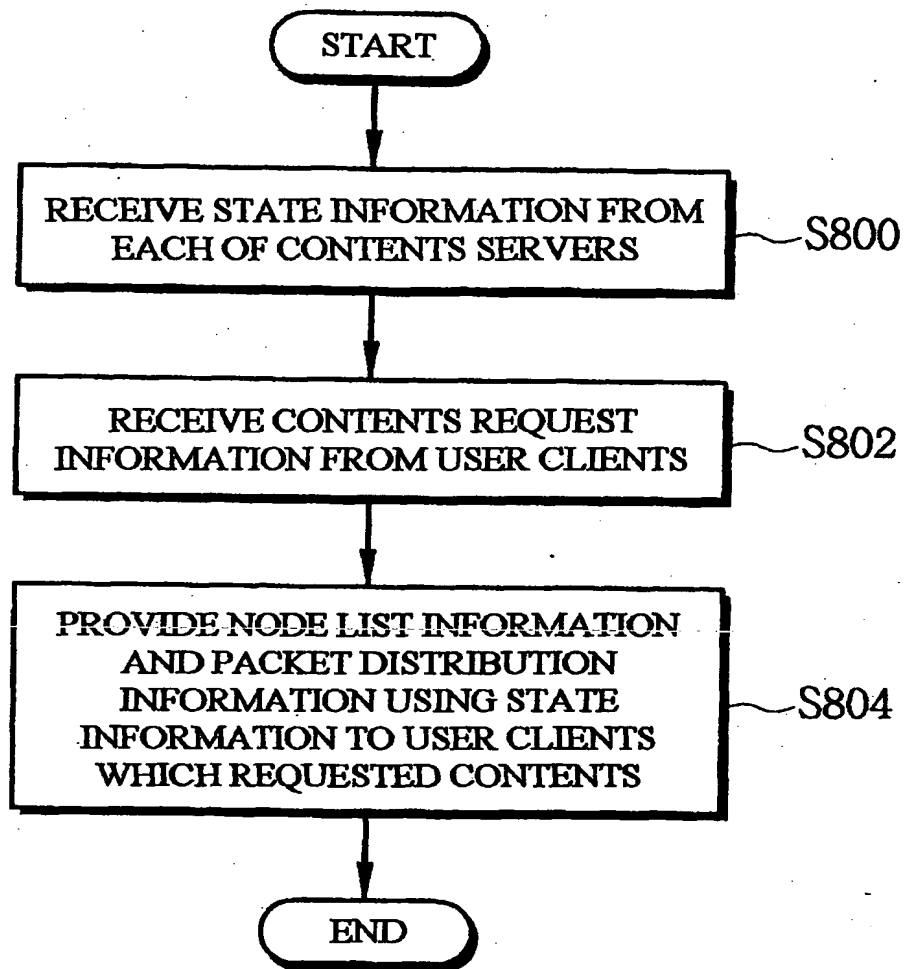 START
RECEIVE STATE INFORMATION FROM
EACH OF CONTENTS SERVERS
S800
RECEIVE CONTENTS REQUEST
INFORMATION FROM USER CLIENTS
S802
PROVIDE NODE LIST INFORMATION
AND PACKET DISTRIBUTION
INFORMATION USING STATE
INFORMATION TO USER CLIENTS
WHICH REQUESTED CONTENTS
S804
END